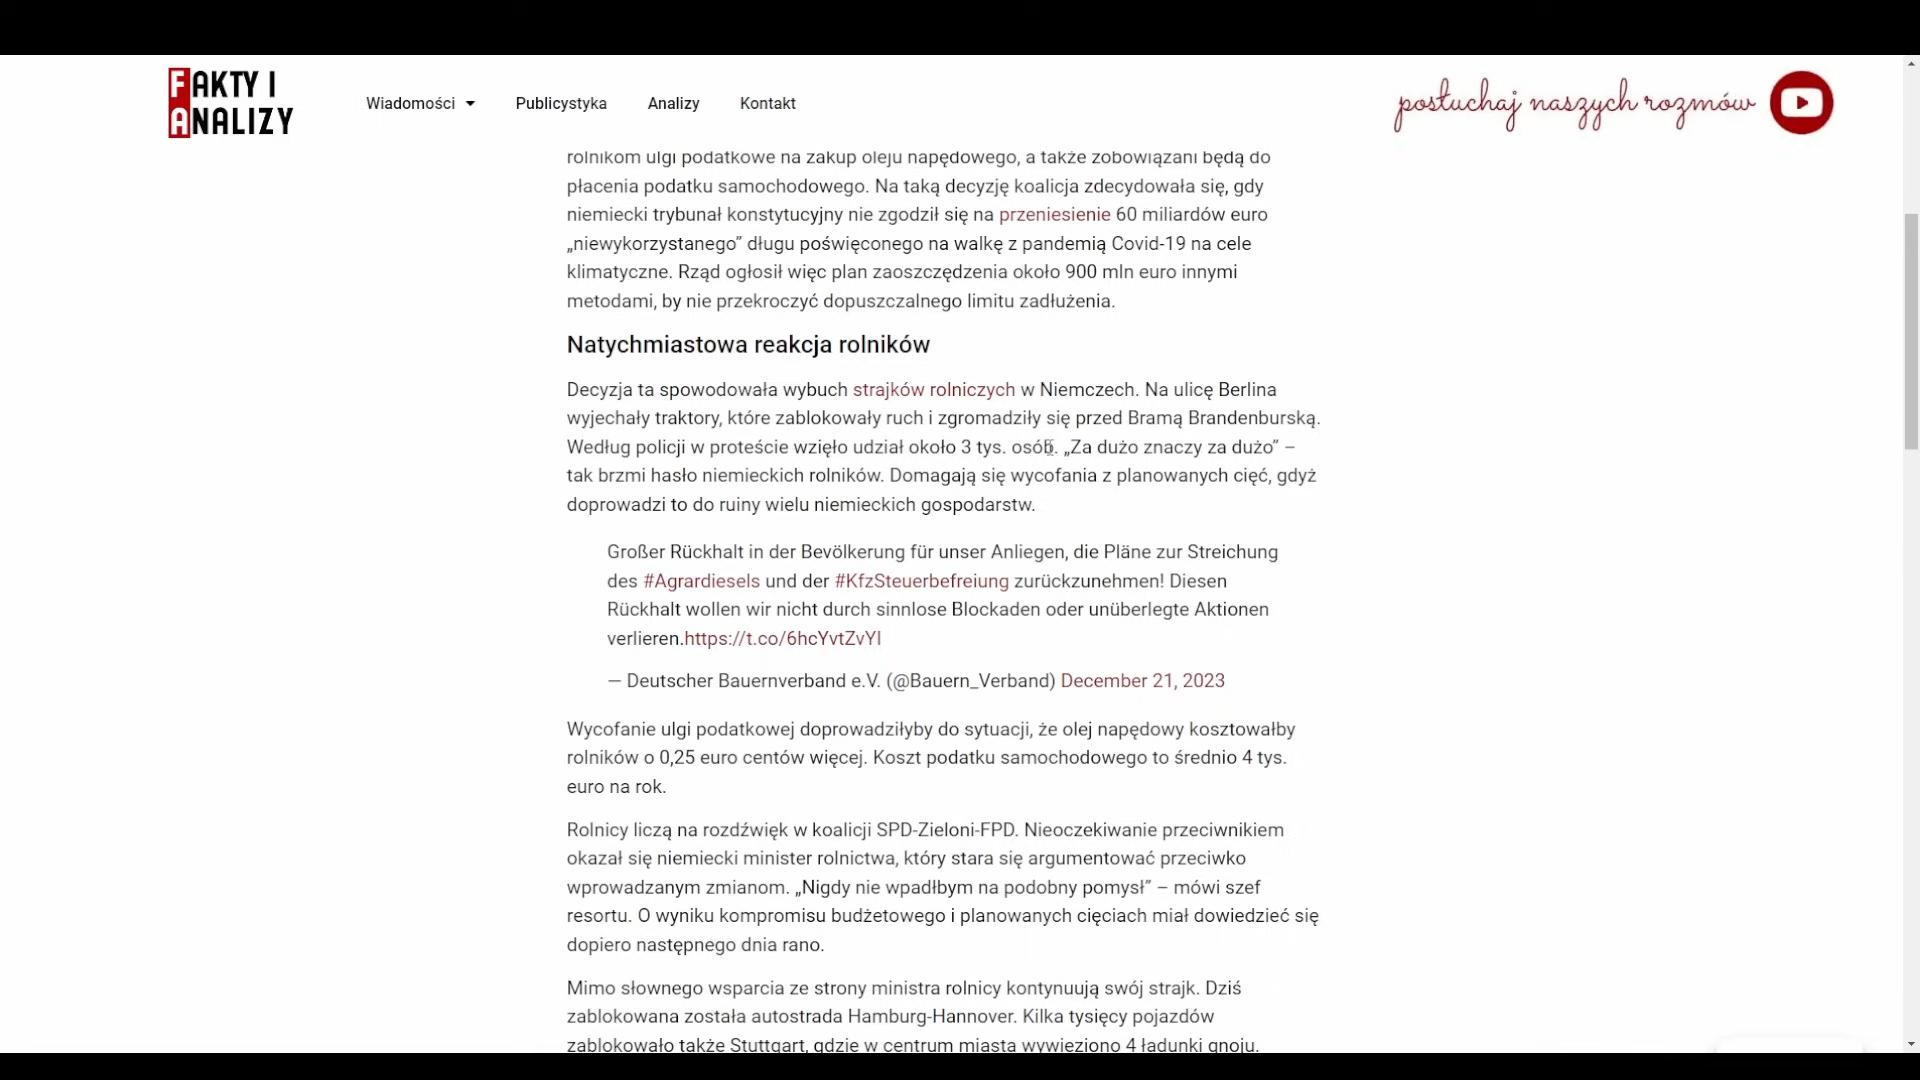 FAKTY I
ANALIZY
Wiadomości
Publicystyka
Analizy
Kontakt
posłuchaj naszych rozmów
rolnikom ulgi podatkowe na zakup oleju napędowego, a także zobowiązani będą do
płacenia podatku samochodowego. Na taką decyzję koalicja zdecydowała się, gdy
niemiecki trybunał konstytucyjny nie zgodził się na przeniesienie 60 miliardów euro
„niewykorzystanego” długu poświęconego na walkę z pandemią Covid-19 na cele
klimatyczne. Rząd ogłosił więc plan zaoszczędzenia około 900 mln euro innymi
metodami, by nie przekroczyć dopuszczalnego limitu zadłużenia.
Natychmiastowa reakcja rolników
Decyzja ta spowodowała wybuch strajków rolniczych w Niemczech. Na ulicę Berlina
wyjechały traktory, które zablokowały ruch i zgromadziły się przed Bramą Brandenburską.
Według policji w proteście wzięło udział około 3 tys. osób. „Za dużo znaczy za dużo” –
tak brzmi hasło niemieckich rolników. Domagają się wycofania z planowanych cięć, gdyż
doprowadzi to do ruiny wielu niemieckich gospodarstw.
Großer Rückhalt in der Bevölkerung für unser Anliegen, die Pläne zur Streichung
des #Agrardiesels und der #KfzSteuerbefreiung zurückzunehmen! Diesen
Rückhalt wollen wir nicht durch sinnlose Blockaden oder unüberlegte Aktionen
verlieren.https://t.co/6hcYvtZvYl
— Deutscher Bauernverband e.V. (@Bauern_Verband) December 21, 2023
Wycofanie ulgi podatkowej doprowadziłyby do sytuacji, że olej napędowy kosztowałby
rolników o 0,25 euro centów więcej. Koszt podatku samochodowego to średnio 4 tys.
euro na rok.
Rolnicy liczą na rozdźwięk w koalicji SPD-Zieloni-FPD. Nieoczekiwanie przeciwnikiem
okazał się niemiecki minister rolnictwa, który stara się argumentować przeciwko
wprowadzanym zmianom. „Nigdy nie wpadłbym na podobny pomysł” – mówi szef
resortu. O wyniku kompromisu budżetowego i planowanych cięciach miał dowiedzieć się
dopiero następnego dnia rano.
Mimo słownego wsparcia ze strony ministra rolnicy kontynuują swój strajk. Dziś
zablokowana została autostrada Hamburg-Hannover. Kilka tysięcy pojazdów
zablokowało także Stuttgart, gdzie w centrum miasta wywieziono 4 ładunki gnoju.